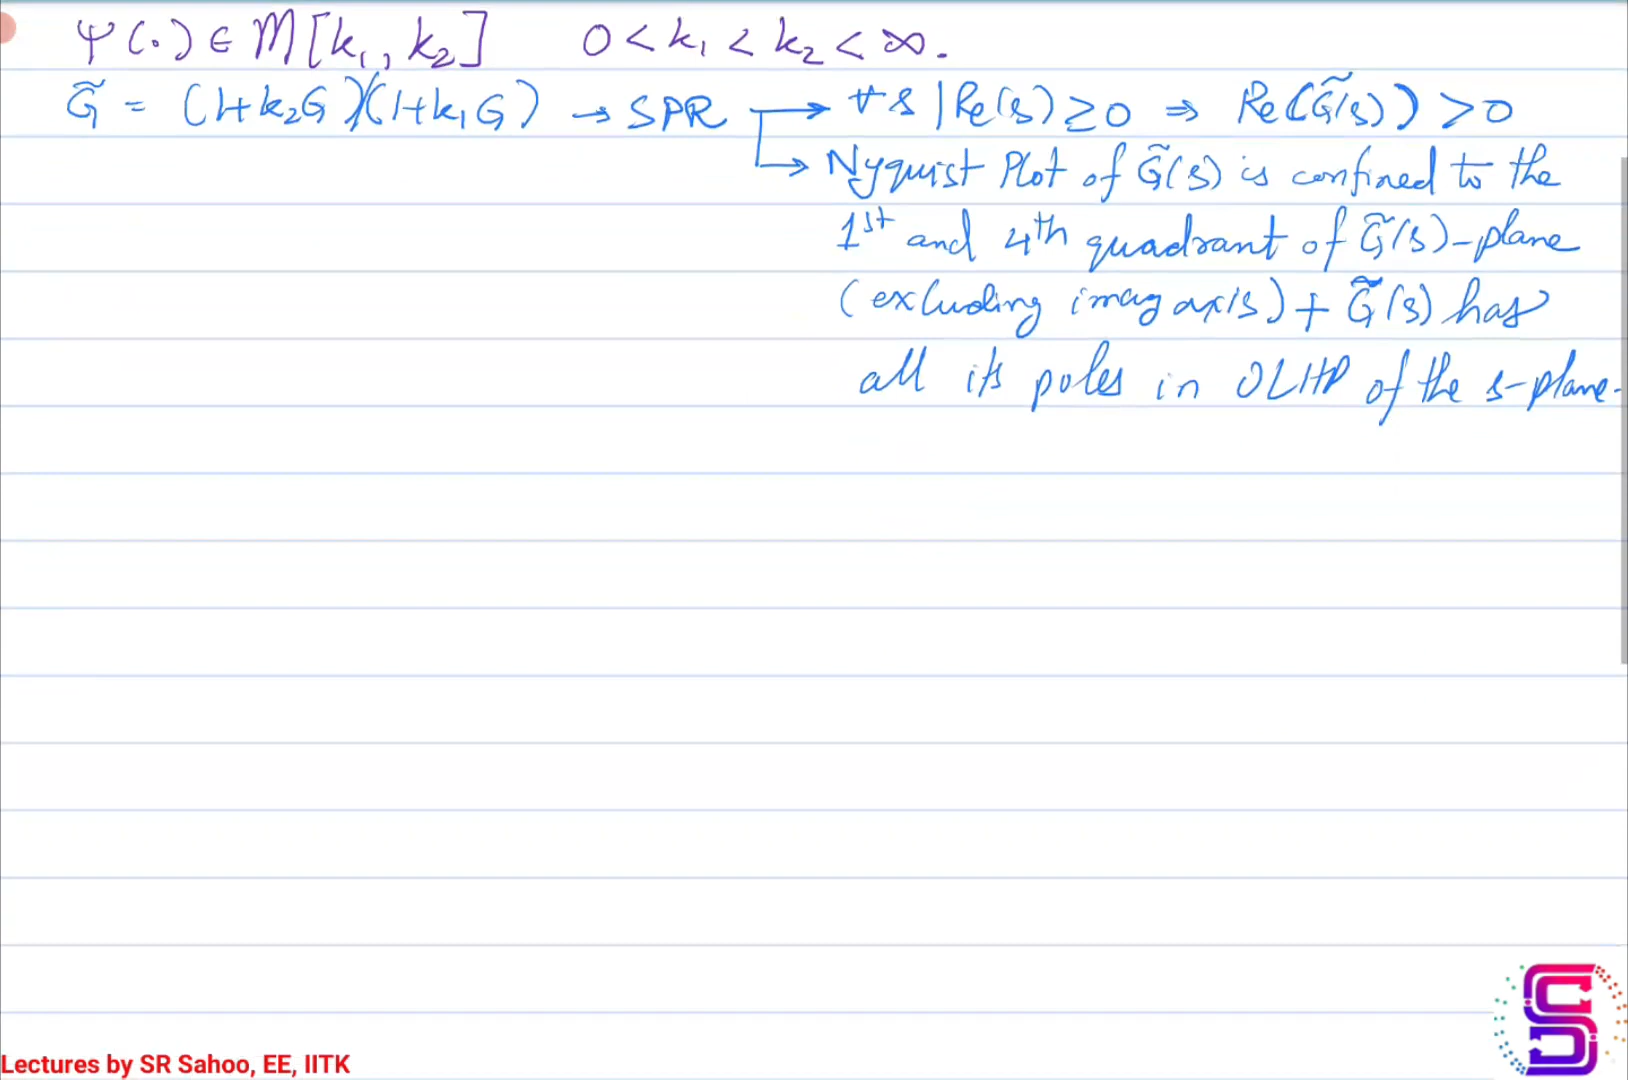 Ψ(.) ∈ M[k₁, k₂]   0 < k₁ < k₂ < ∞.
G̃ = (1+k₂G)/(1+k₁G) → SPR → ∀ s | Re(s) ≥ 0 ⇒ Re(G̃(s)) > 0
→ Nyquist Plot of G̃(s) is confined to the
1st and 4th quadrant of G̃(s)-plane
(excluding imag axis) + G̃(s) has
all its poles in OLHP of the s-plane.
Lectures by SR Sahoo, EE, IITK